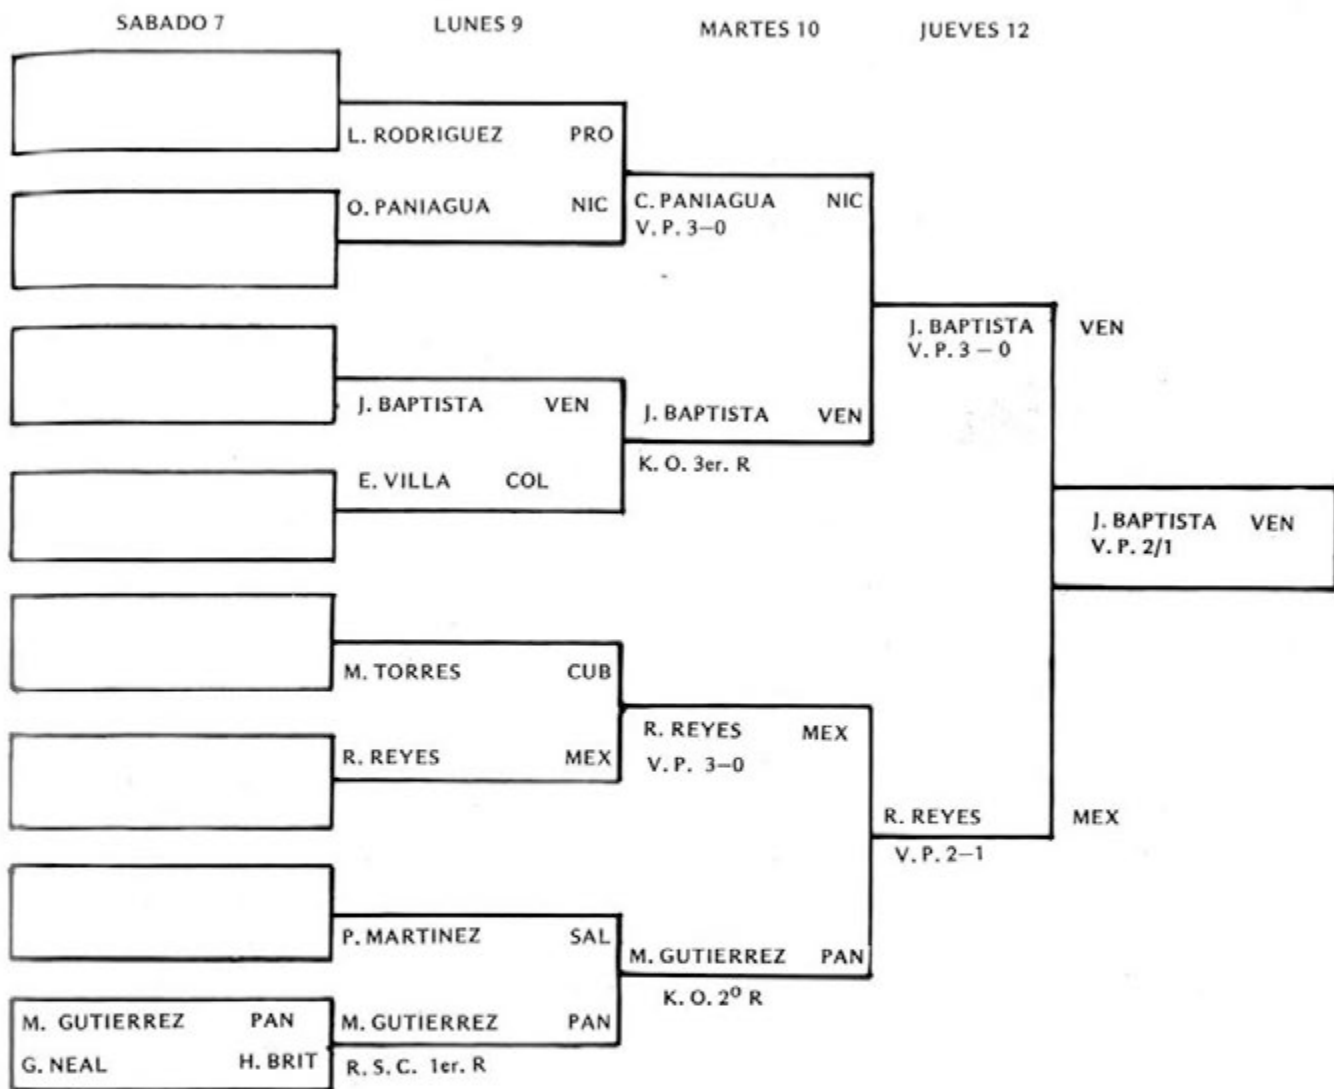 SABADO 7 LUNES 9 MARTES 10 JUEVES 12
L. RODRIGUEZ PRO
O. PANIAGUA NIC
C. PANIAGUA NIC
V. P. 3-0
J. BAPTISTA VEN
V. P. 3 - 0
J. BAPTISTA VEN
J. BAPTISTA VEN
K. O. 3er. R
E. VILLA COL
J. BAPTISTA VEN
V. P. 2/1
M. TORRES CUB
R. REYES MEX
R. REYES MEX
V. P. 3-0
R. REYES MEX
V. P. 2-1
P. MARTINEZ SAL
M. GUTIERREZ PAN
K. O. 2º R
M. GUTIERREZ PAN
G. NEAL H. BRIT
M. GUTIERREZ PAN
R. S. C. 1er. R